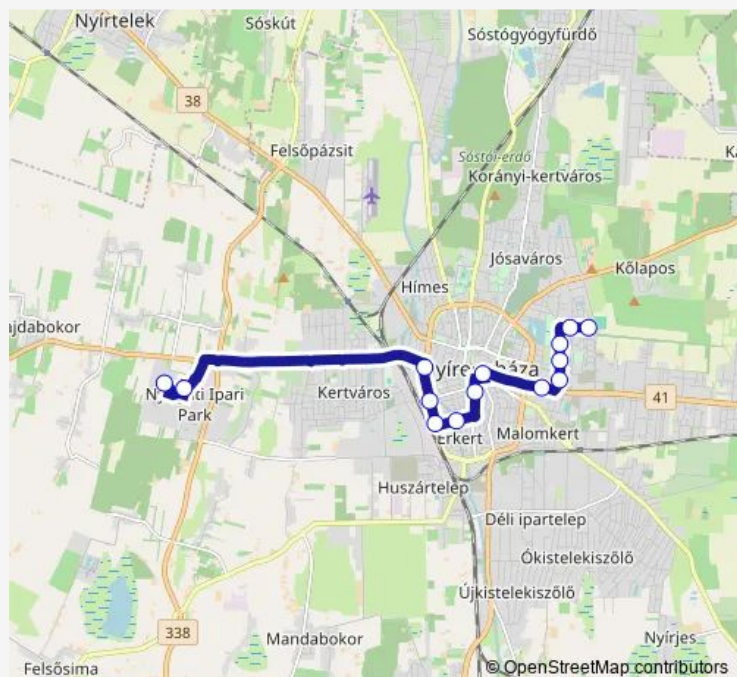 Nyírtelek
Sóskút
Sóstógyógyfürdő
38
Felsőpázsit
Sóstói-erdő
Korányi-kertváros
Jósaváros
Kőlapos
Hímes
ajdabokor
Ipari
Park
Kertváros
41
Érkert
Malomkert
Huszártelep
Déli ipartelep
Ókistelekiszőlő
Újkistelekiszőlő
338
Mandabokor
Nyírjes
Felsősima
© OpenStreetMap contributors